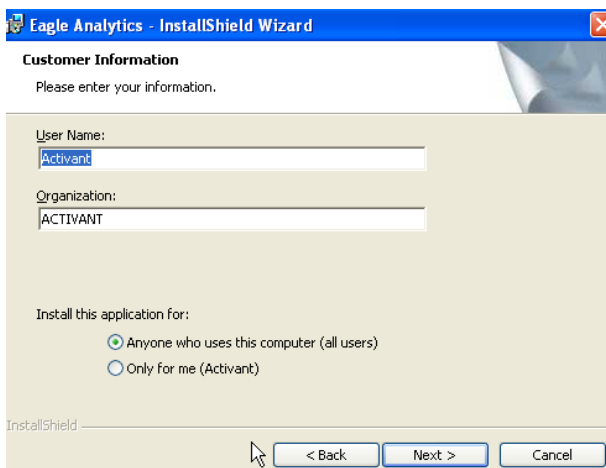 Eagle Analytics - InstallShield Wizard
Customer Information
Please enter your information.
User Name:
Activant
Organization:
ACTIVANT
Install this application for:
Anyone who uses this computer (all users)
Only for me (Activant)
InstallShield
< Back Next > Cancel